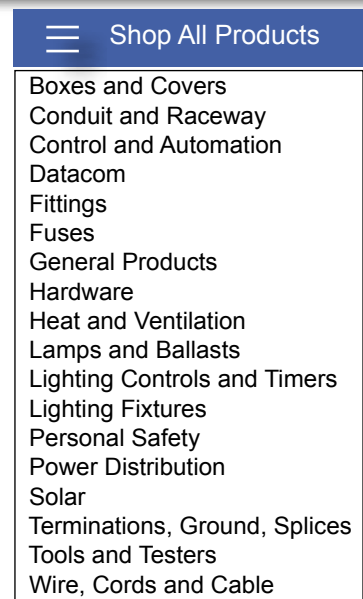 Shop All Products
Boxes and Covers
Conduit and Raceway
Control and Automation
Datacom
Fittings
Fuses
General Products
Hardware
Heat and Ventilation
Lamps and Ballasts
Lighting Controls and Timers
Lighting Fixtures
Personal Safety
Power Distribution
Solar
Terminations, Ground, Splices
Tools and Testers
Wire, Cords and Cable